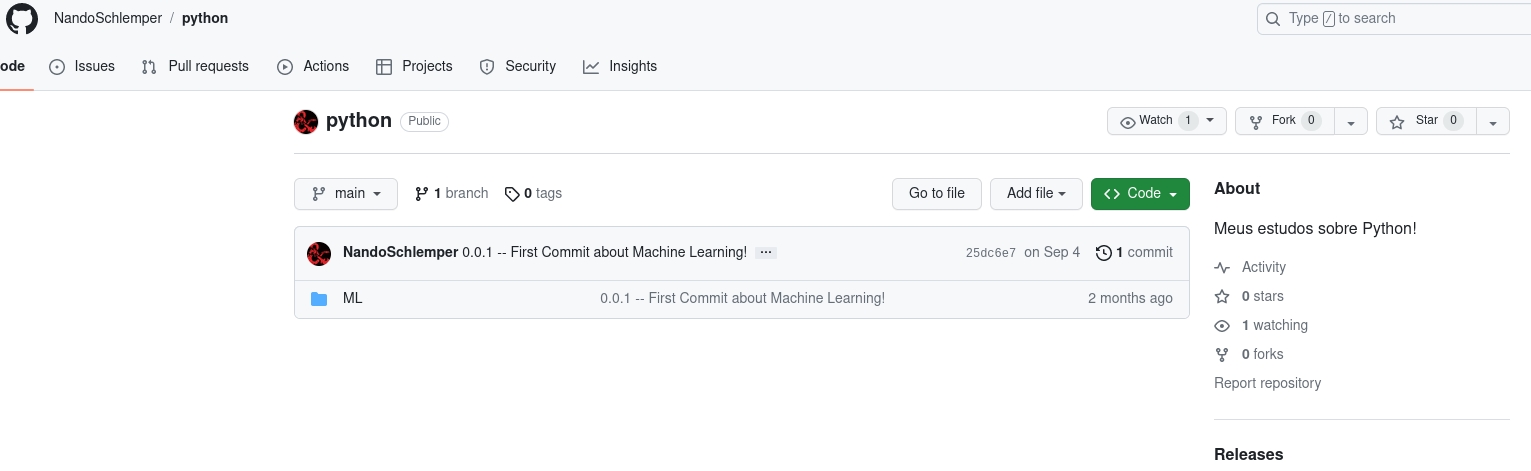 NandoSchlemper / python
Type / to search
ode Issues Pull requests Actions Projects Security Insights
python Public
Watch 1 Fork 0 Star 0
main 1 branch 0 tags Go to file Add file Code
NandoSchlemper 0.0.1 -- First Commit about Machine Learning! ... 25dc6e7 on Sep 4 1 commit
ML 0.0.1 -- First Commit about Machine Learning! 2 months ago
About
Meus estudos sobre Python!
Activity
0 stars
1 watching
0 forks
Report repository
Releases